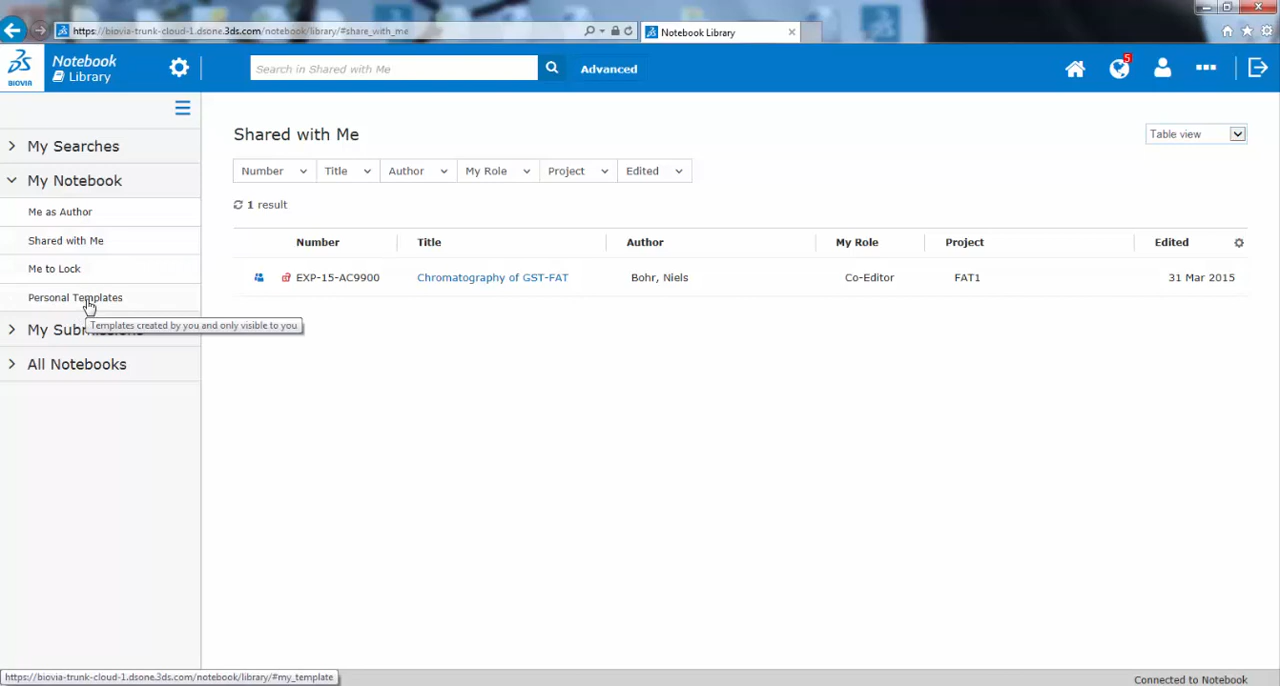 https://biovia-trunk-cloud-1.dsone.3ds.com/notebook/library/#share_with_me
Notebook Library
BIOVIA
Notebook
Library
Search in Shared with Me
Advanced
5
My Searches
My Notebook
Me as Author
Shared with Me
Me to Lock
Personal Templates
Templates created by you and only visible to you
All Notebooks
Shared with Me
Table view
Number Title Author My Role Project Edited
1 result
Number Title Author My Role Project Edited
EXP-15-AC9900 Chromatography of GST-FAT Bohr, Niels Co-Editor FAT1 31 Mar 2015
https://biovia-trunk-cloud-1.dsone.3ds.com/notebook/library/#my_template
Connected to Notebook